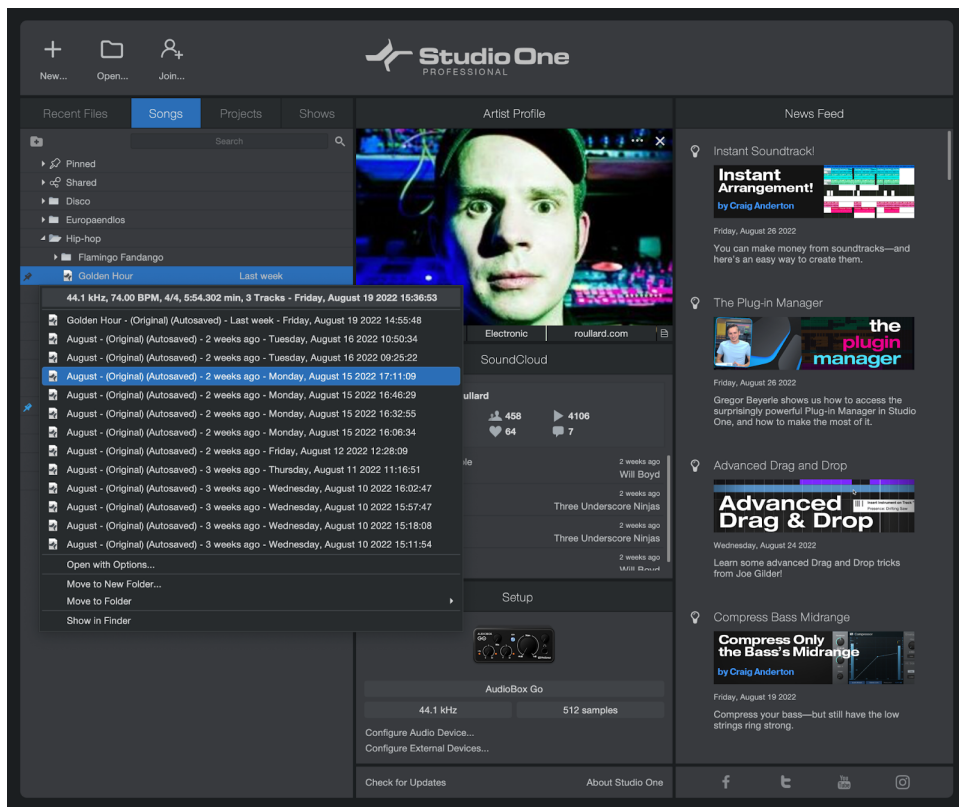 Studio One
PROFESSIONAL
New...
Open...
Join...
Recent Files
Songs
Projects
Shows
Search
Pinned
Shared
Disco
Europaendlos
Hip-hop
Flamingo Fandango
Golden Hour Last week
44.1 kHz, 74.00 BPM, 4/4, 5:54.302 min, 3 Tracks - Friday, August 19 2022 15:36:53
Golden Hour - (Original) (Autosaved) - Last week - Friday, August 19 2022 14:55:48
August - (Original) (Autosaved) - 2 weeks ago - Tuesday, August 16 2022 10:50:34
August - (Original) (Autosaved) - 2 weeks ago - Tuesday, August 16 2022 09:25:22
August - (Original) (Autosaved) - 2 weeks ago - Monday, August 15 2022 17:11:09
August - (Original) (Autosaved) - 2 weeks ago - Monday, August 15 2022 16:46:29
August - (Original) (Autosaved) - 2 weeks ago - Monday, August 15 2022 16:32:55
August - (Original) (Autosaved) - 2 weeks ago - Monday, August 15 2022 16:06:34
August - (Original) (Autosaved) - 2 weeks ago - Friday, August 12 2022 12:28:09
August - (Original) (Autosaved) - 3 weeks ago - Thursday, August 11 2022 11:16:51
August - (Original) (Autosaved) - 3 weeks ago - Wednesday, August 10 2022 16:02:47
August - (Original) (Autosaved) - 3 weeks ago - Wednesday, August 10 2022 15:57:47
August - (Original) (Autosaved) - 3 weeks ago - Wednesday, August 10 2022 15:18:08
August - (Original) (Autosaved) - 3 weeks ago - Wednesday, August 10 2022 15:11:54
Open with Options...
Move to New Folder...
Move to Folder
Show in Finder
Artist Profile
Electronic
roullard.com
SoundCloud
458
4106
64
7
2 weeks ago
Will Boyd
2 weeks ago
Three Underscore Ninjas
2 weeks ago
Three Underscore Ninjas
2 weeks ago
Will Boyd
Setup
AudioBox Go
44.1 kHz
512 samples
Configure Audio Device...
Configure External Devices...
Check for Updates
About Studio One
News Feed
Instant Soundtrack!
Instant
Arrangement!
by Craig Anderton
Friday, August 26 2022
You can make money from soundtracks—and
here's an easy way to create them.
The Plug-in Manager
the
plugin
manager
Friday, August 26 2022
Gregor Beyerle shows us how to access the
surprisingly powerful Plug-in Manager in Studio
One, and how to make the most of it.
Advanced Drag and Drop
Advanced
Drag & Drop
Wednesday, August 24 2022
Learn some advanced Drag and Drop tricks
from Joe Gilder!
Compress Bass Midrange
Compress Only
the Bass's Midrange
by Craig Anderton
Friday, August 19 2022
Compress your bass—but still have the low
strings ring strong.